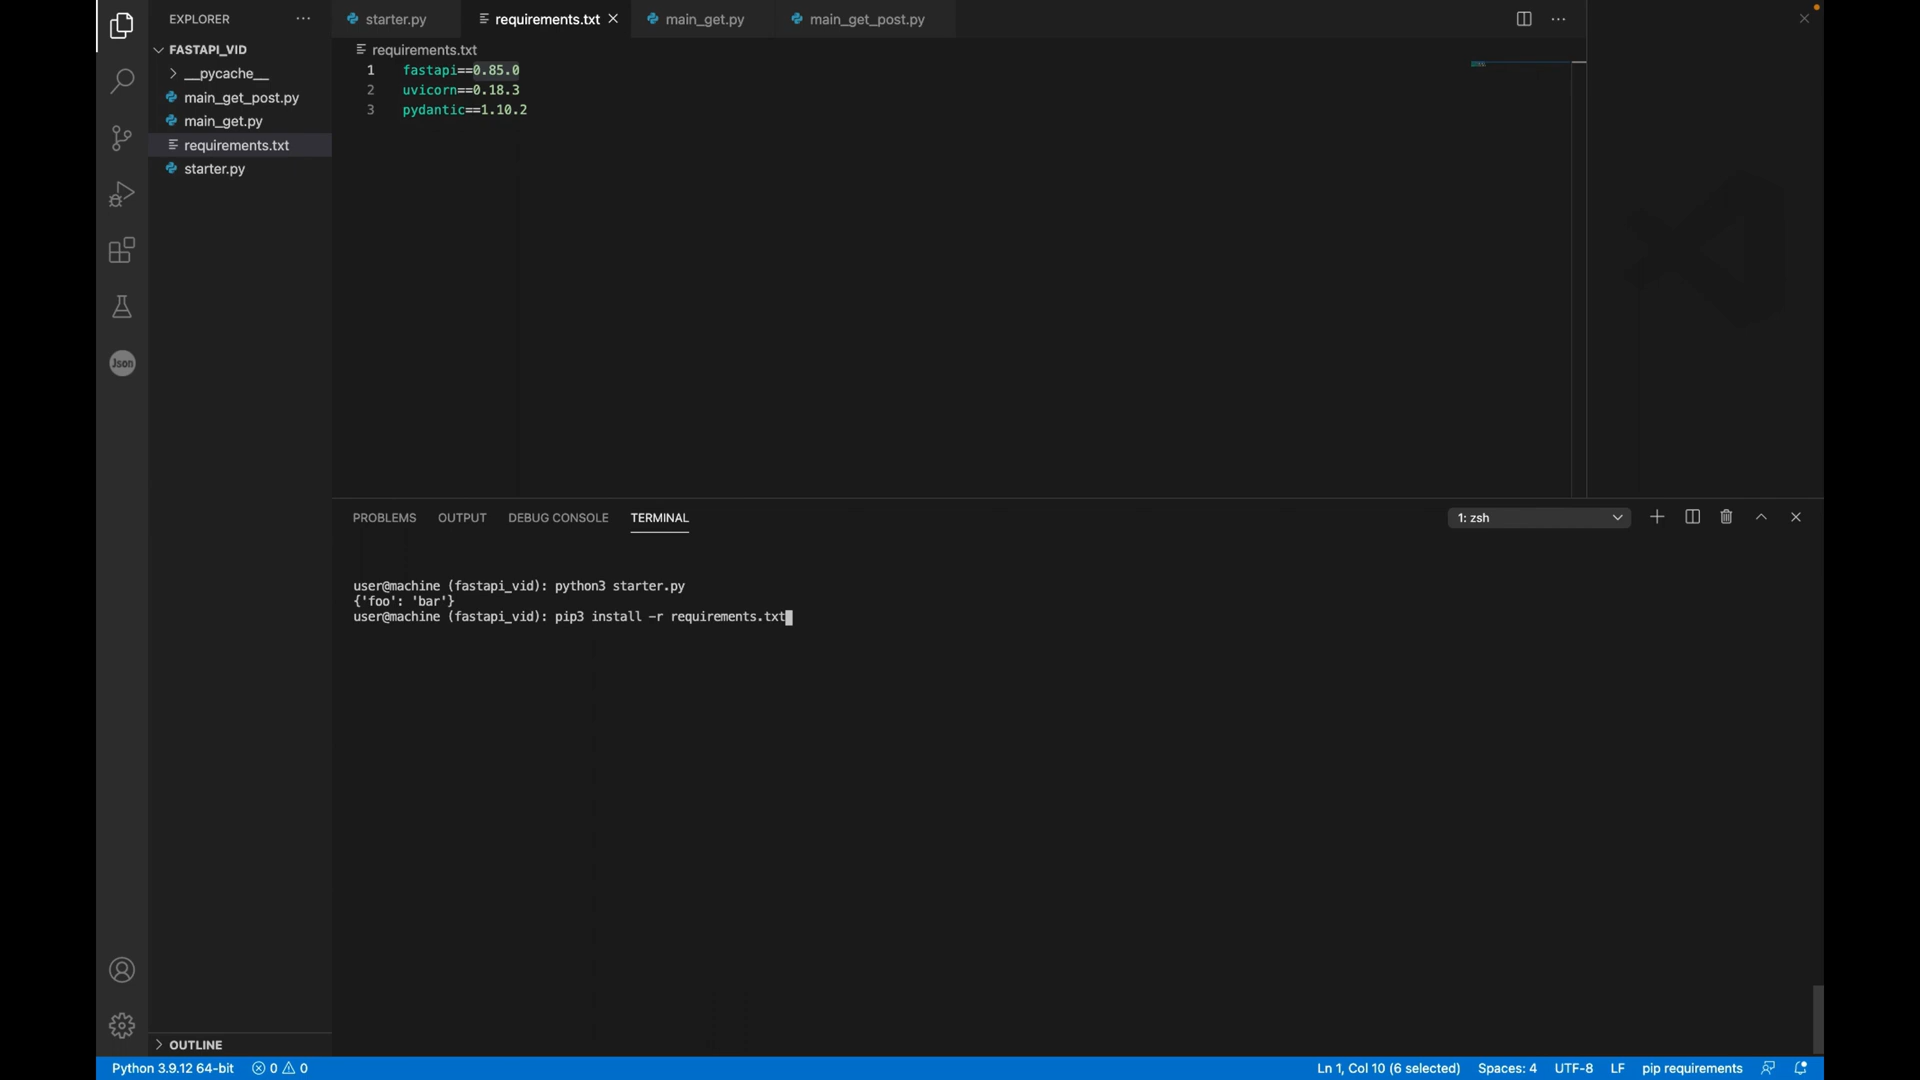 EXPLORER
FASTAPI_VID
__pycache__
main_get_post.py
main_get.py
requirements.txt
starter.py
Json
OUTLINE
starter.py
requirements.txt
main_get.py
main_get_post.py
requirements.txt
1 fastapi==0.85.0
2 uvicorn==0.18.3
3 pydantic==1.10.2
PROBLEMS OUTPUT DEBUG CONSOLE TERMINAL
1: zsh
user@machine (fastapi_vid): python3 starter.py
{'foo': 'bar'}
user@machine (fastapi_vid): pip3 install -r requirements.txt
Python 3.9.12 64-bit 0 0 Ln 1, Col 10 (6 selected) Spaces: 4 UTF-8 LF pip requirements